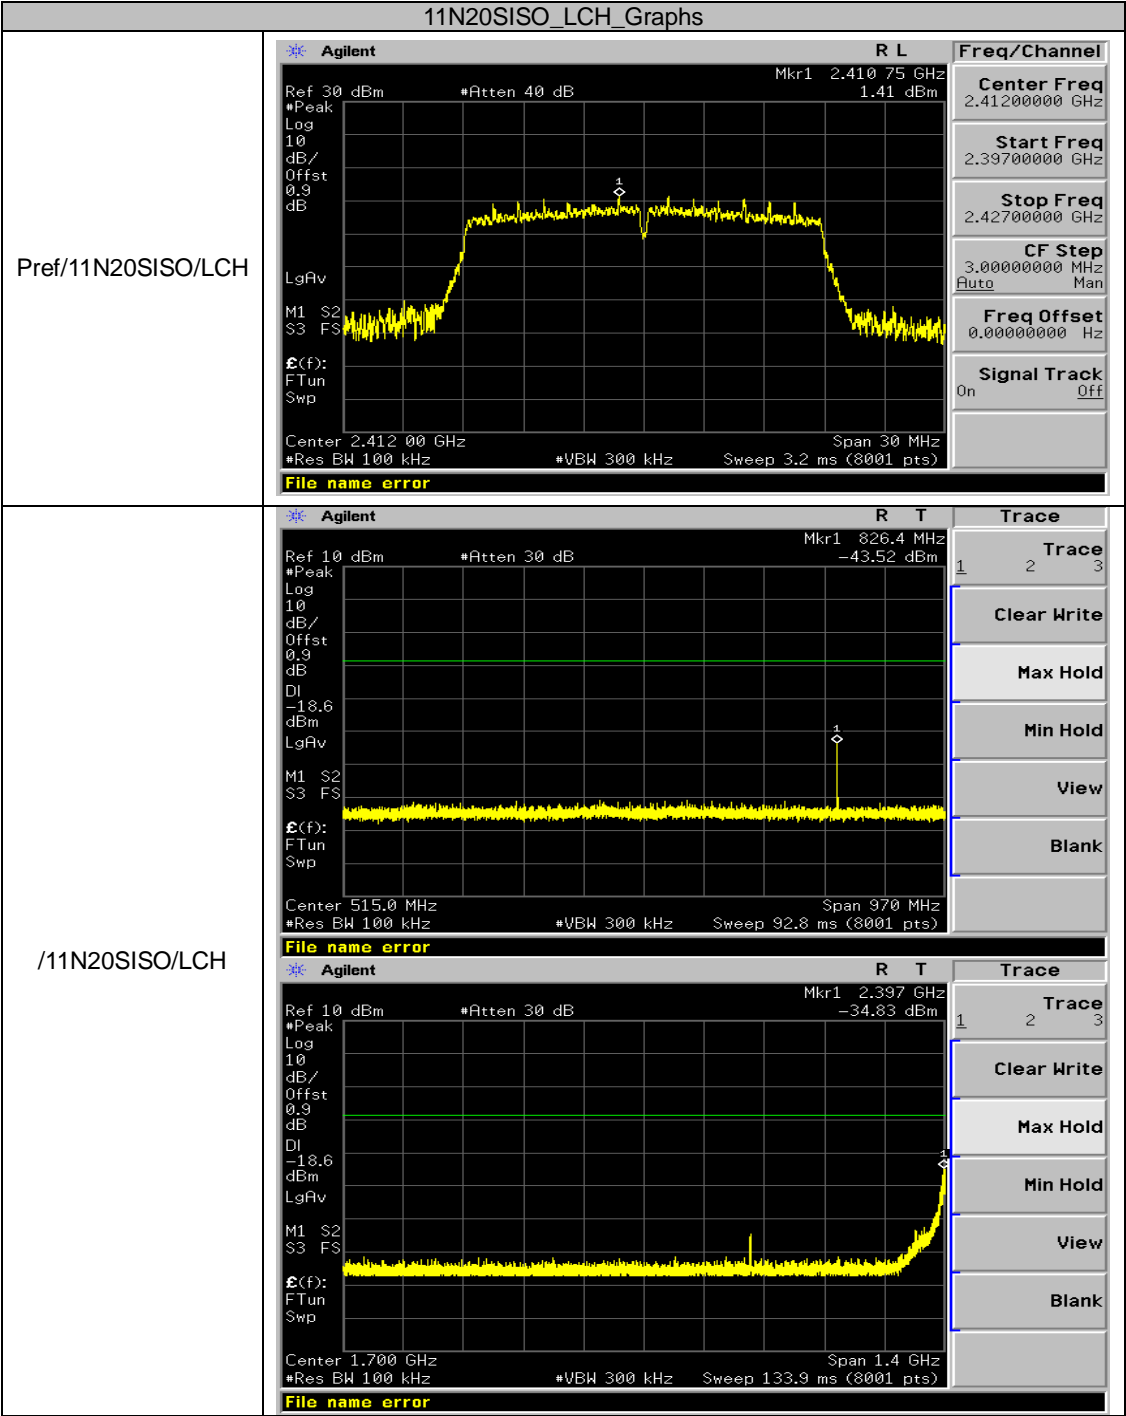 11N20SISO_LCH_Graphs
Pref/11N20SISO/LCH
Agilent R L Freq/Channel
Mkr1 2.410 75 GHz
Ref 30 dBm #Atten 40 dB 1.41 dBm
#Peak
Log
10
dB/
Offst
0.9
dB
1
LgAv
M1 S2
S3 FS
£(f):
FTun
Swp
Center 2.412 00 GHz Span 30 MHz
#Res BW 100 kHz #VBW 300 kHz Sweep 3.2 ms (8001 pts)
File name error
Center Freq
2.41200000 GHz
Start Freq
2.39700000 GHz
Stop Freq
2.42700000 GHz
CF Step
3.00000000 MHz
Auto Man
Freq Offset
0.00000000 Hz
Signal Track
On Off
/11N20SISO/LCH
Agilent R T Trace
Mkr1 826.4 MHz
Ref 10 dBm #Atten 30 dB -43.52 dBm
#Peak
Log
10
dB/
Offst
0.9
dB
DI
-18.6
dBm
LgAv
1
M1 S2
S3 FS
£(f):
FTun
Swp
Center 515.0 MHz Span 970 MHz
#Res BW 100 kHz #VBW 300 kHz Sweep 92.8 ms (8001 pts)
File name error
Trace
1 2 3
Clear Write
Max Hold
Min Hold
View
Blank
Agilent R T Trace
Mkr1 2.397 GHz
Ref 10 dBm #Atten 30 dB -34.83 dBm
#Peak
Log
10
dB/
Offst
0.9
dB
DI
-18.6
dBm
LgAv
1
M1 S2
S3 FS
£(f):
FTun
Swp
Center 1.700 GHz Span 1.4 GHz
#Res BW 100 kHz #VBW 300 kHz Sweep 133.9 ms (8001 pts)
File name error
Trace
1 2 3
Clear Write
Max Hold
Min Hold
View
Blank